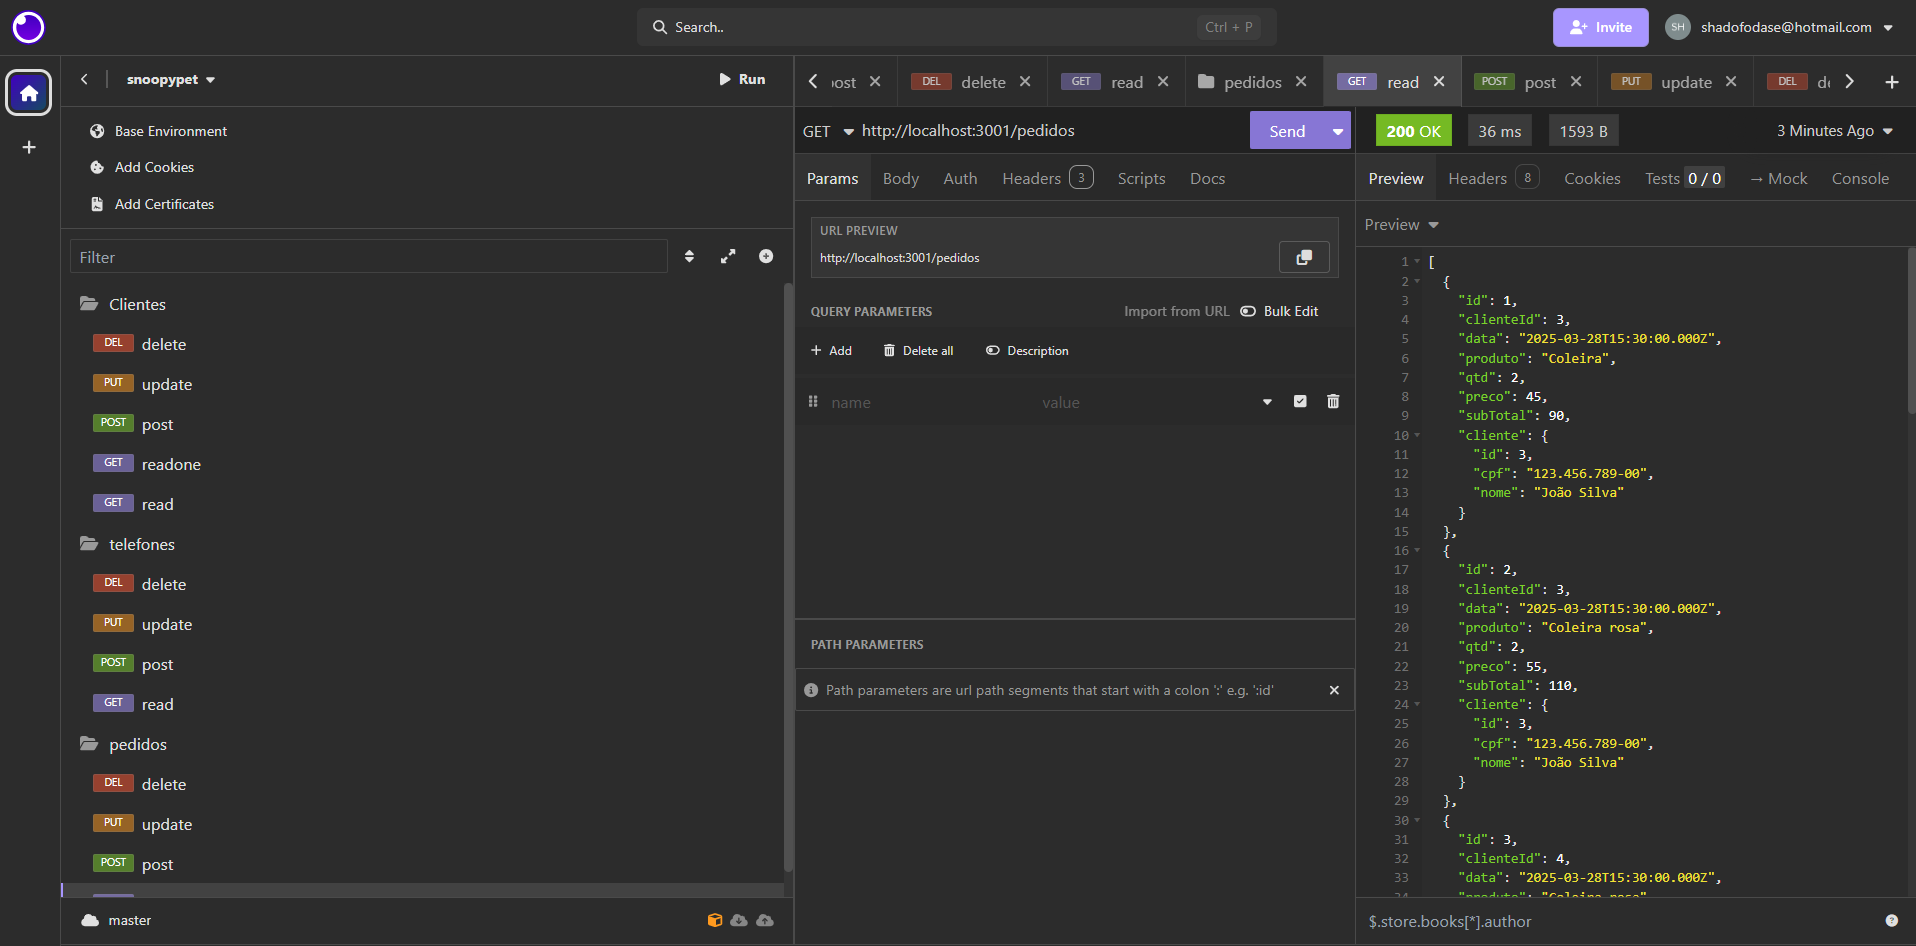 Search..
Ctrl + P
Invite
SH
shadofodase@hotmail.com
snoopypet
Run
Base Environment
Add Cookies
Add Certificates
Filter
Clientes
DEL delete
PUT update
POST post
GET readone
GET read
telefones
DEL delete
PUT update
POST post
GET read
pedidos
DEL delete
PUT update
POST post
master
post
DEL delete
GET read
pedidos
GET read
POST post
PUT update
DEL
GET http://localhost:3001/pedidos
Send
Params Body Auth Headers 3 Scripts Docs
URL PREVIEW
http://localhost:3001/pedidos
QUERY PARAMETERS Import from URL Bulk Edit
Add Delete all Description
name value
PATH PARAMETERS
Path parameters are url path segments that start with a colon ':' e.g. ':id'
200 OK 36 ms 1593 B 3 Minutes Ago
Preview Headers 8 Cookies Tests 0 / 0 → Mock Console
Preview
1 [
2 {
3 "id": 1,
4 "clienteId": 3,
5 "data": "2025-03-28T15:30:00.000Z",
6 "produto": "Coleira",
7 "qtd": 2,
8 "preco": 45,
9 "subTotal": 90,
10 "cliente": {
11 "id": 3,
12 "cpf": "123.456.789-00",
13 "nome": "João Silva"
14 }
15 },
16 {
17 "id": 2,
18 "clienteId": 3,
19 "data": "2025-03-28T15:30:00.000Z",
20 "produto": "Coleira rosa",
21 "qtd": 2,
22 "preco": 55,
23 "subTotal": 110,
24 "cliente": {
25 "id": 3,
26 "cpf": "123.456.789-00",
27 "nome": "João Silva"
28 }
29 },
30 {
31 "id": 3,
32 "clienteId": 4,
33 "data": "2025-03-28T15:30:00.000Z",
34 "produto": "Coleira rosa"
$.store.books[*].author